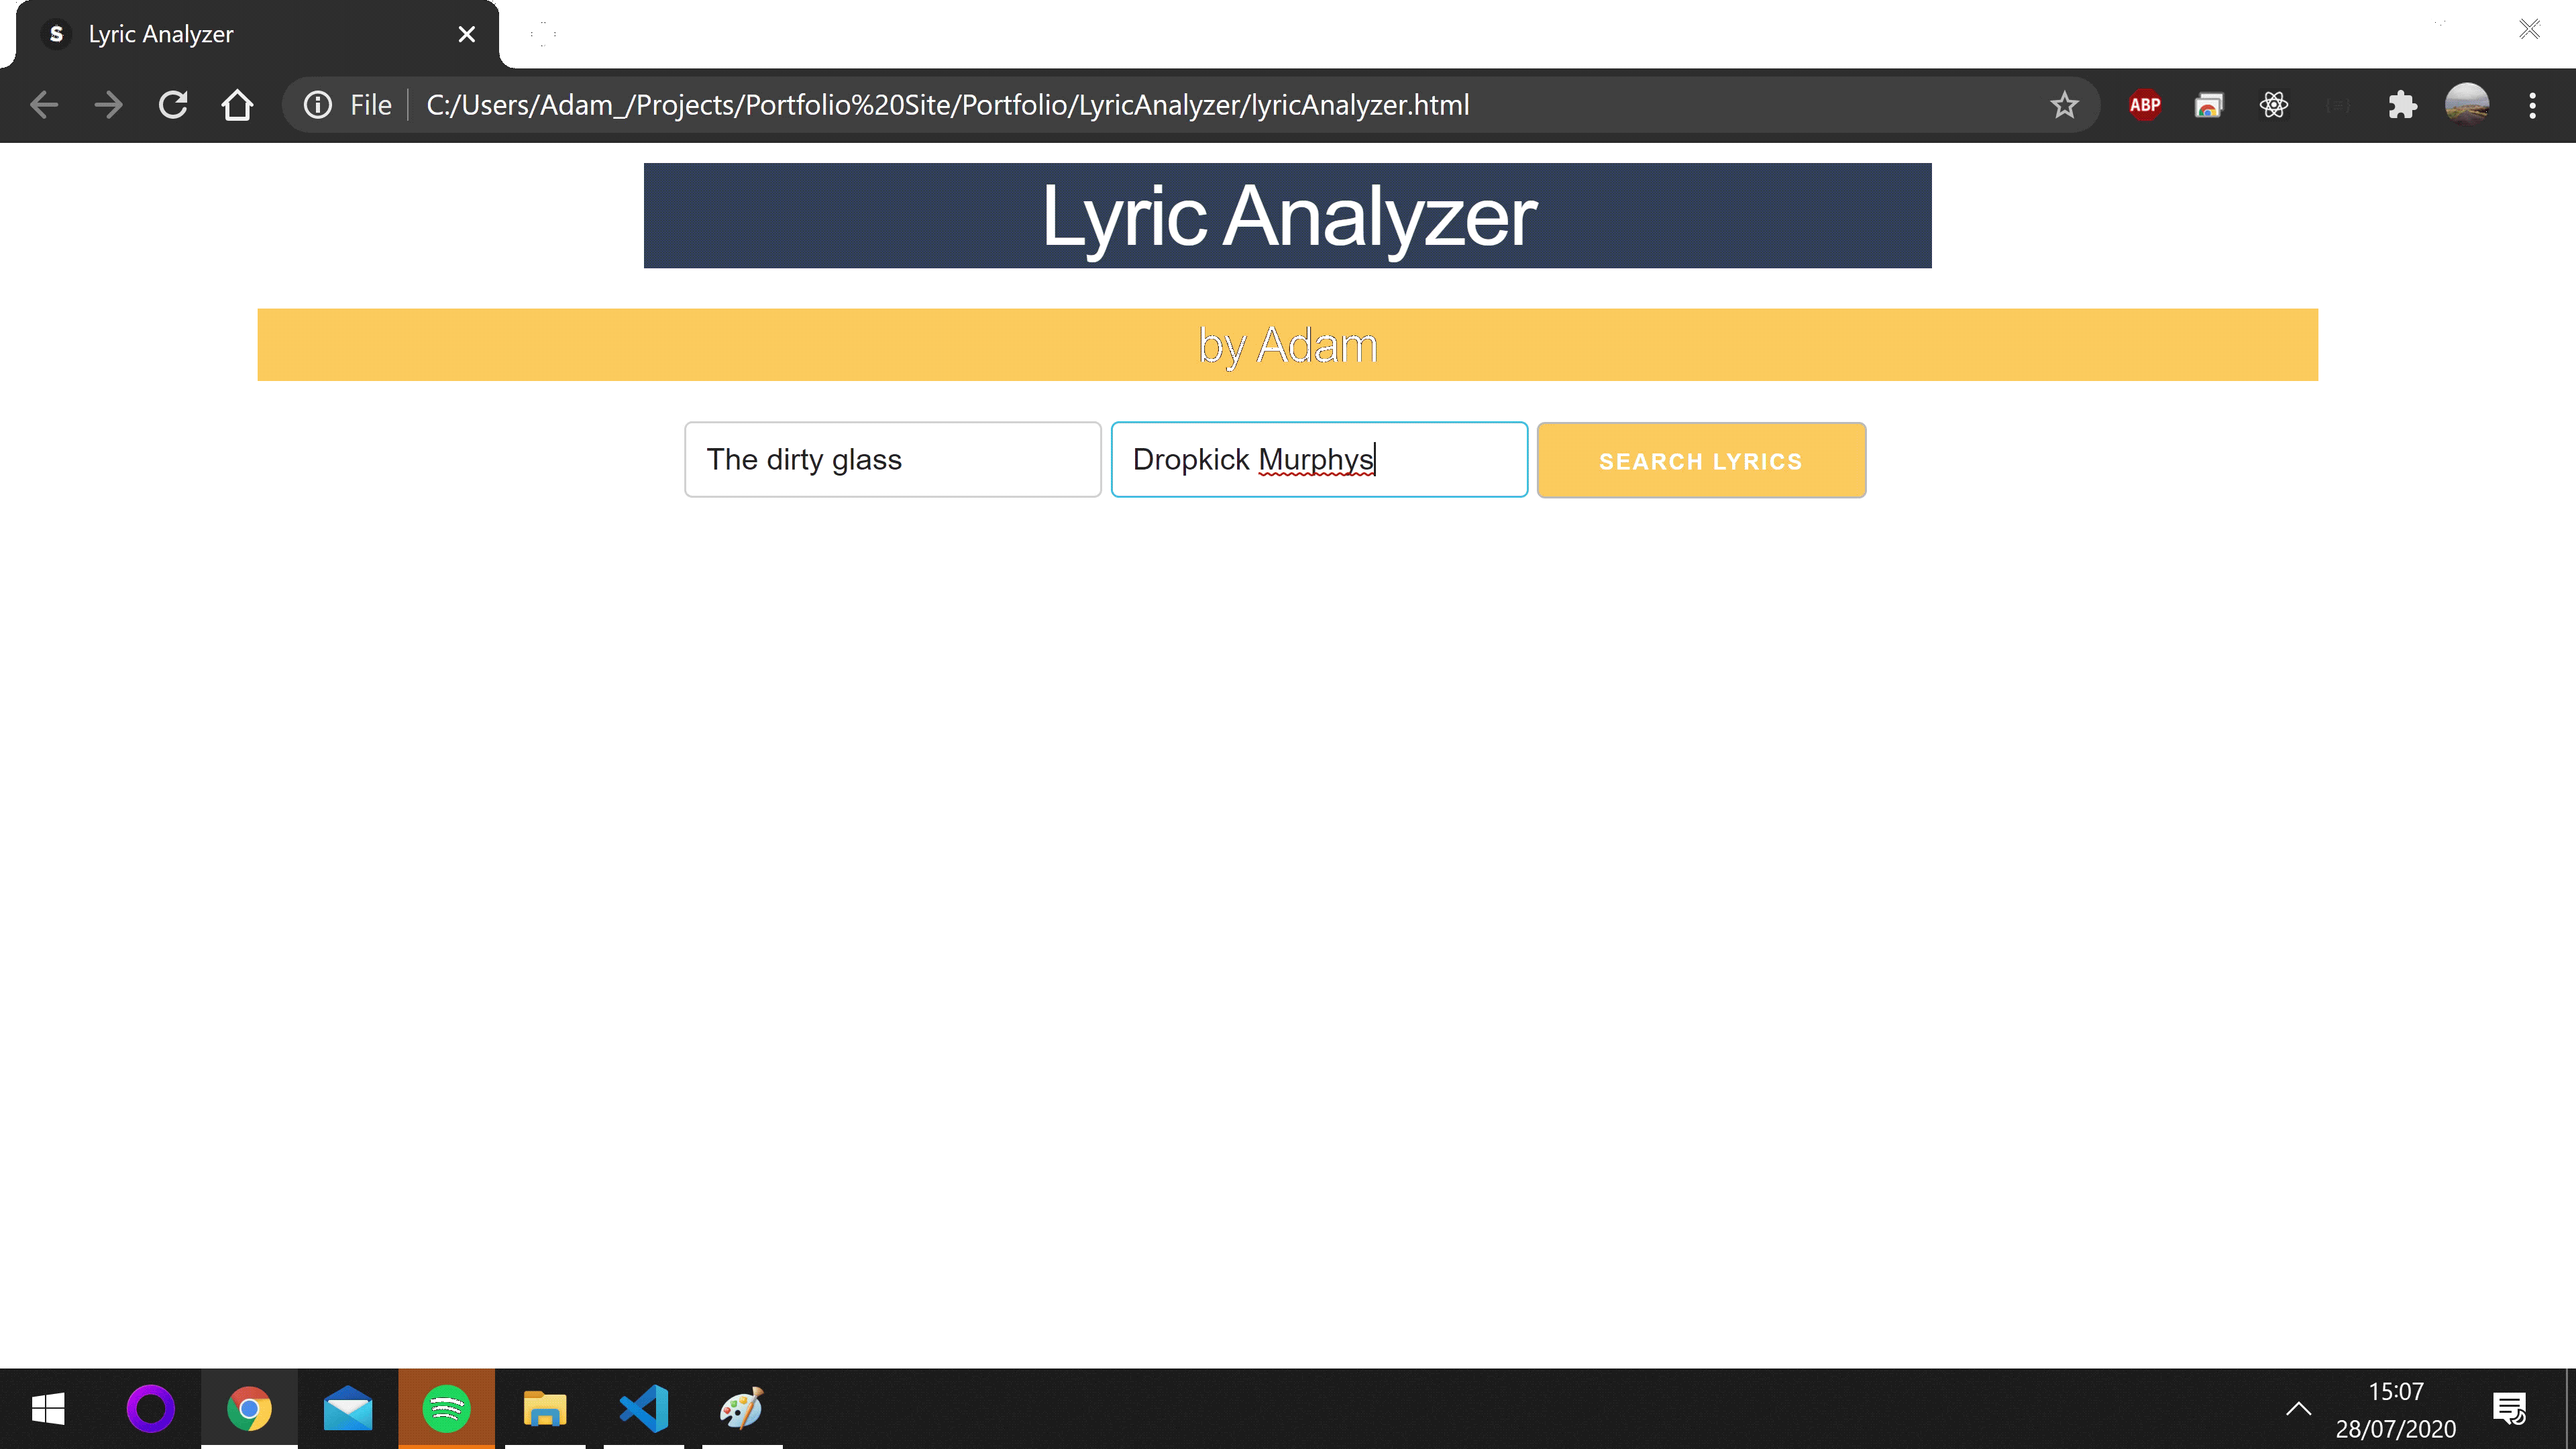 S Lyric Analyzer
File C:/Users/Adam_/Projects/Portfolio%20Site/Portfolio/LyricAnalyzer/lyricAnalyzer.html
ABP
Lyric Analyzer
by Adam
The dirty glass Dropkick Murphys SEARCH LYRICS
15:07
28/07/2020